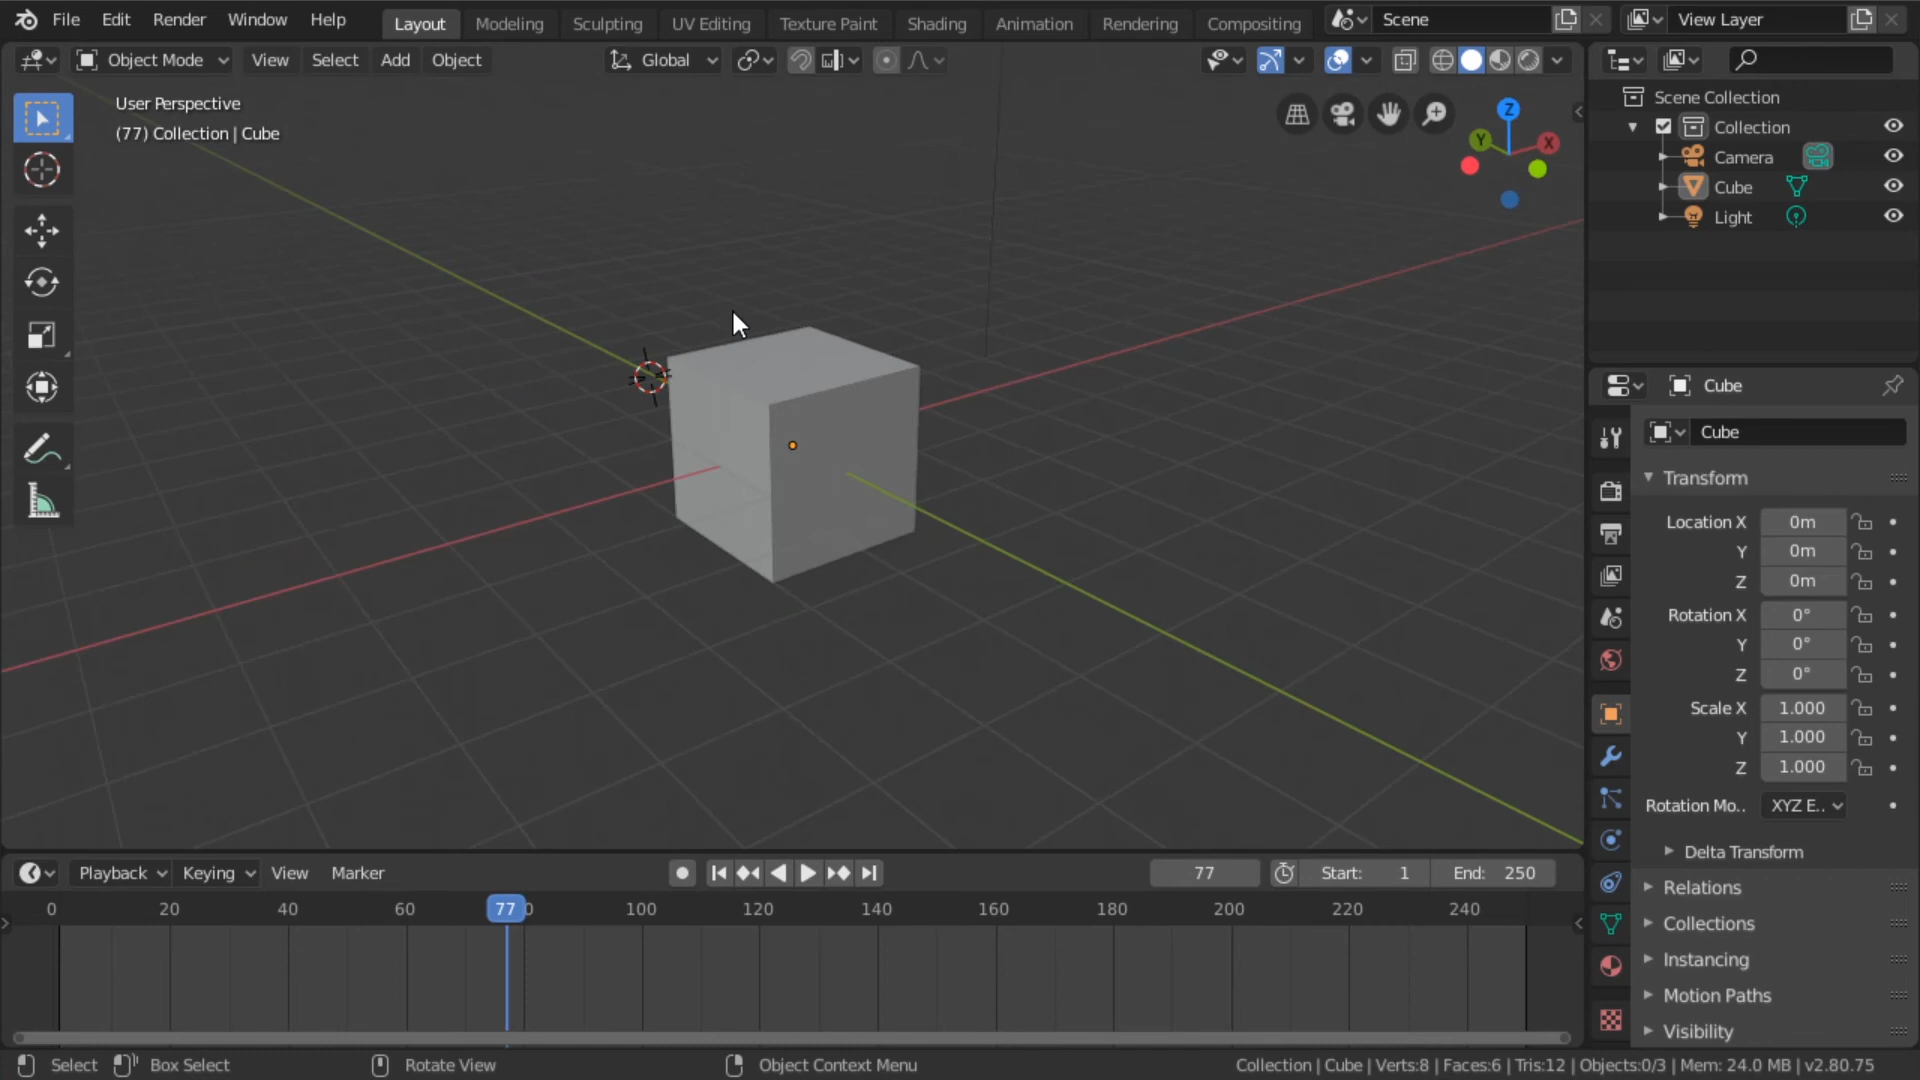 File Edit Render Window Help Layout Modeling Sculpting UV Editing Texture Paint Shading Animation Rendering Compositing Scene View Layer
Object Mode View Select Add Object Global
User Perspective
(77) Collection | Cube
Z
Y
X
Scene Collection
Collection
Camera
Cube
Light
Cube
Cube
Transform
Location X 0m
Y 0m
Z 0m
Rotation X 0°
Y 0°
Z 0°
Scale X 1.000
Y 1.000
Z 1.000
Rotation Mo.. XYZ E..
Delta Transform
Relations
Collections
Instancing
Motion Paths
Visibility
Playback Keying View Marker 77 Start: 1 End: 250
0 20 40 60 77 0 100 120 140 160 180 200 220 240
Select Box Select Rotate View Object Context Menu Collection | Cube | Verts:8 | Faces:6 | Tris:12 | Objects:0/3 | Mem: 24.0 MB | v2.80.75